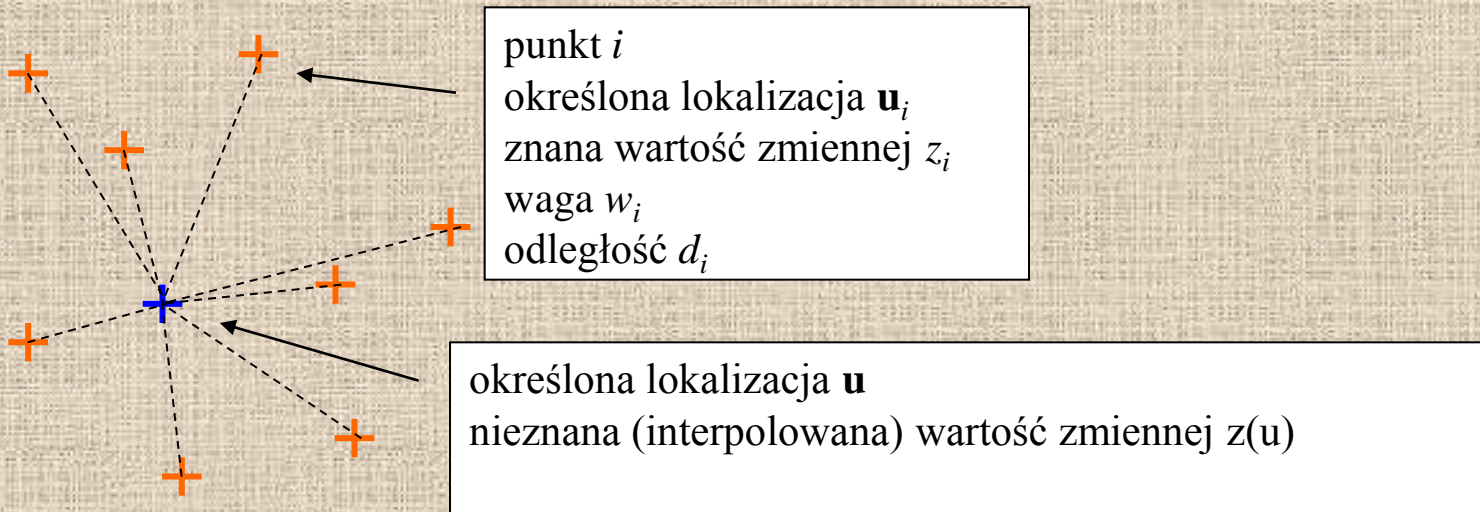 punkt i
określona lokalizacja uᵢ
znana wartość zmiennej zᵢ
waga wᵢ
odległość dᵢ
określona lokalizacja u
nieznana (interpolowana) wartość zmiennej z(u)